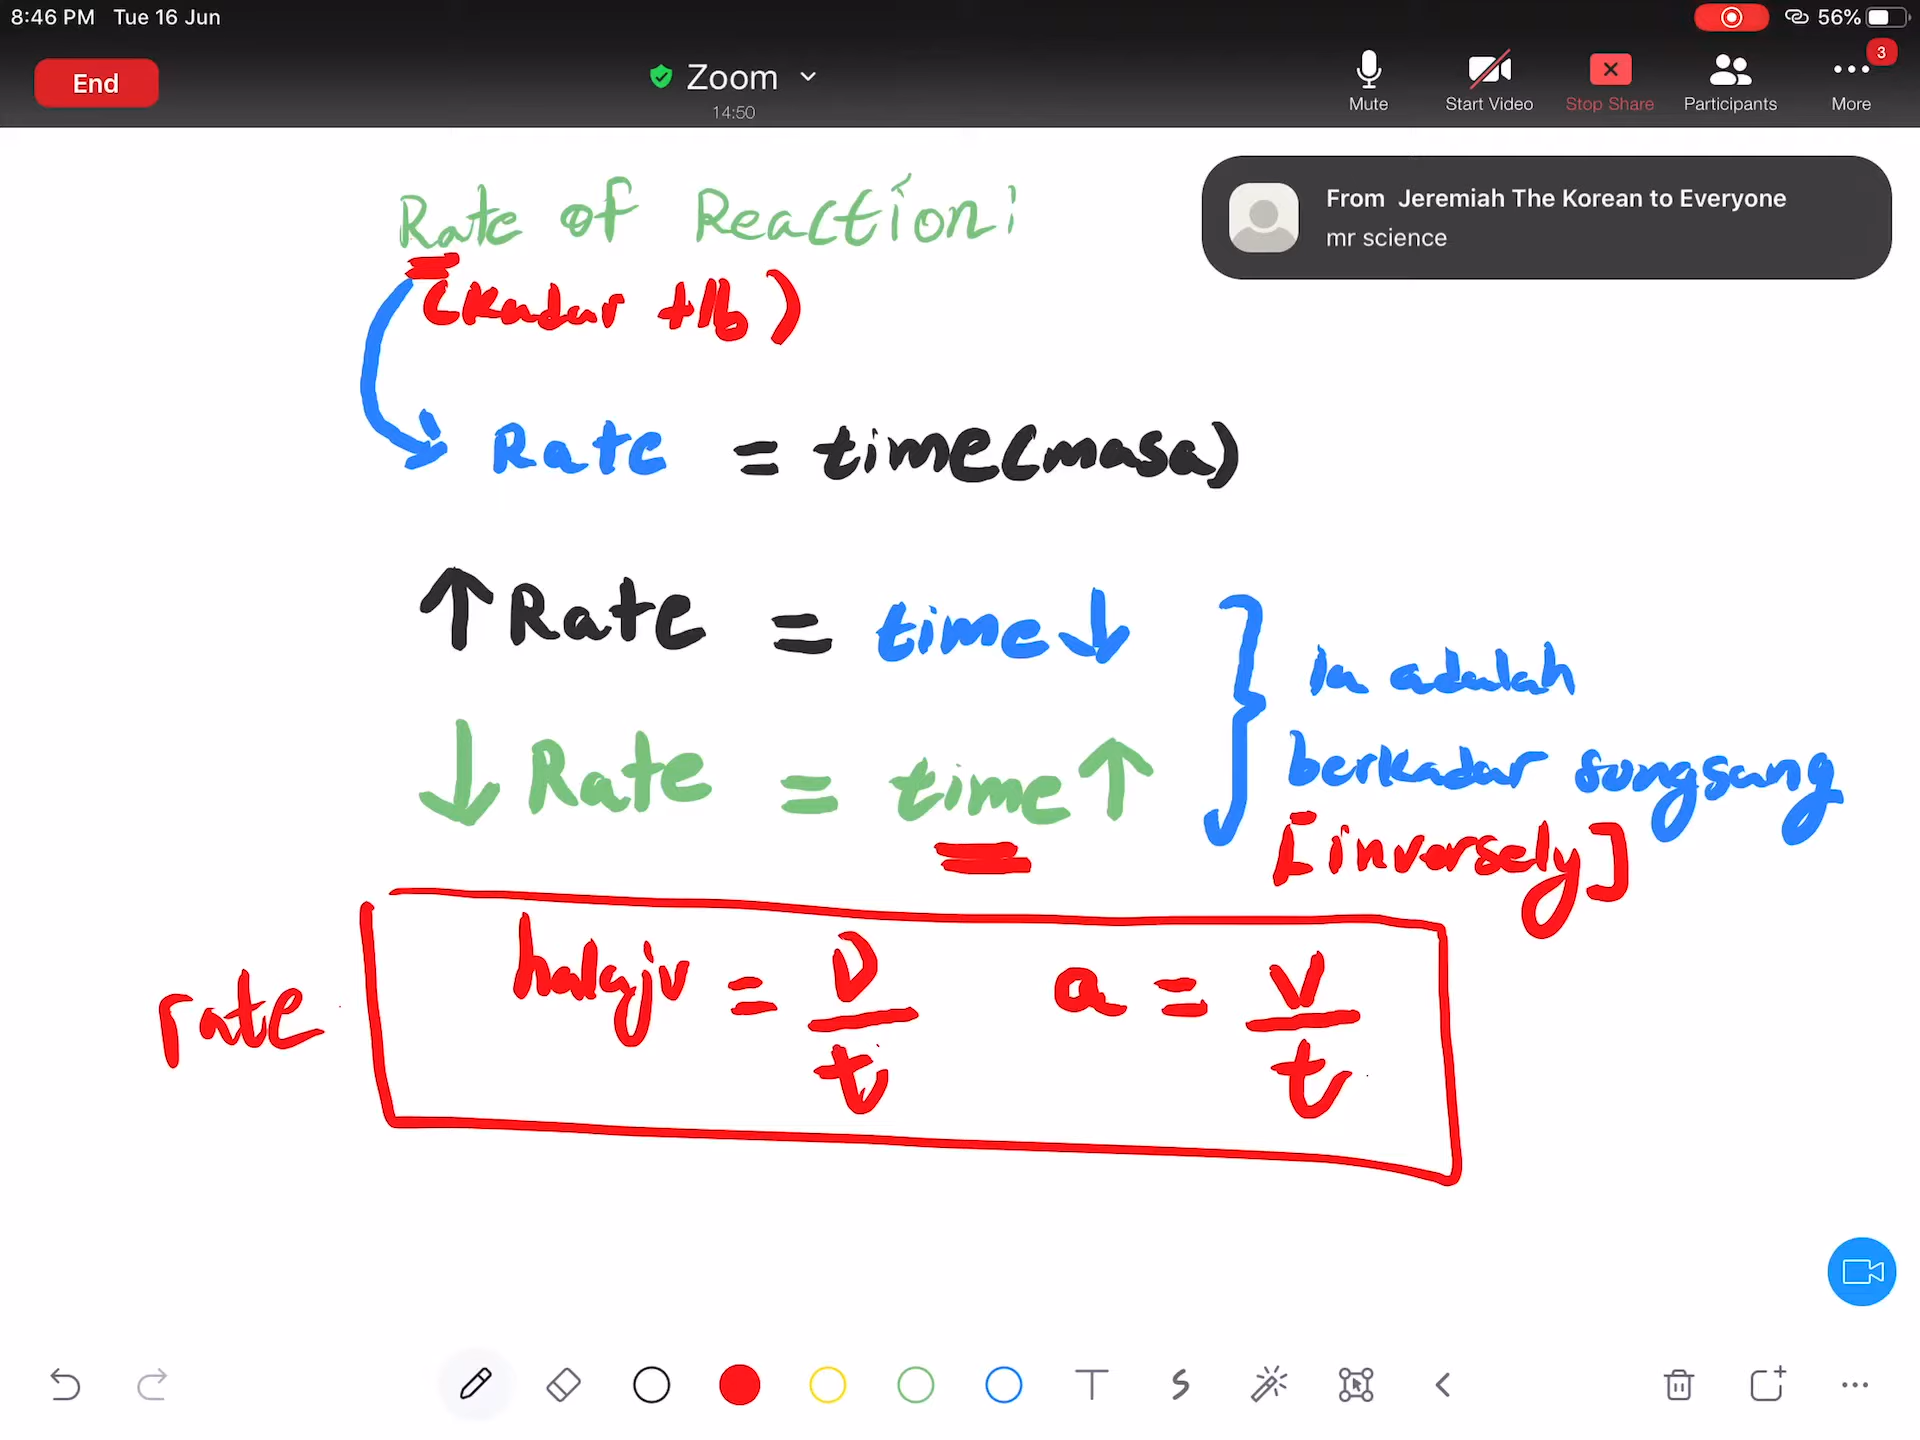 8:46 PM Tue 16 Jun
56%
End
Zoom
14:50
Mute
Start Video
Stop Share
Participants
3
More
From Jeremiah The Korean to Everyone
mr science
Rate of Reaction:
(Kadar t/b)
Rate = time (masa)
↑ Rate = time ↓
↓ Rate = time ↑
Ia adalah
berkadar songsang
[inversely]
rate
halaju = D/t a = v/t
T